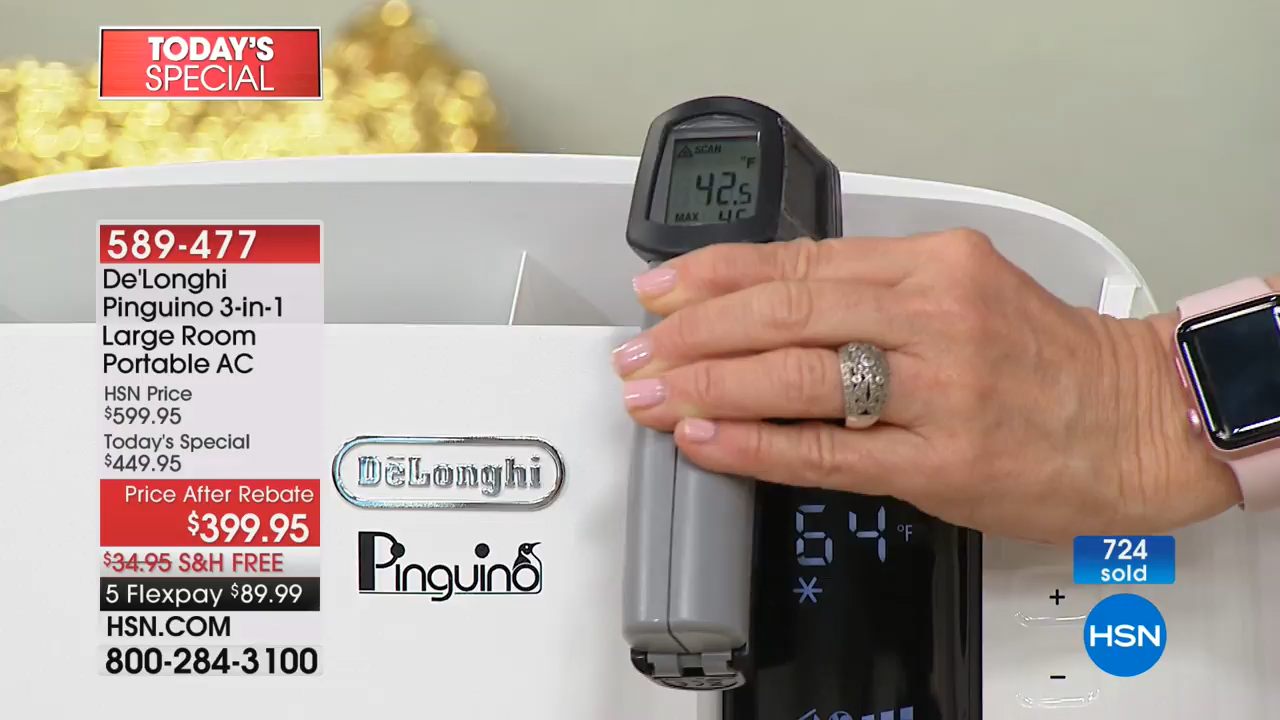 TODAY'S
SPECIAL
589-477
De'Longhi
Pinguino 3-in-1
Large Room
Portable AC
HSN Price
$599.95
Today's Special
$449.95
Price After Rebate
$399.95
$34.95 S&H FREE
5 Flexpay $89.99
HSN.COM
800-284-3100
SCAN
°F
42.5
MAX
DēLonghi
Pinguino
64 °F
+
-
724
sold
HSN